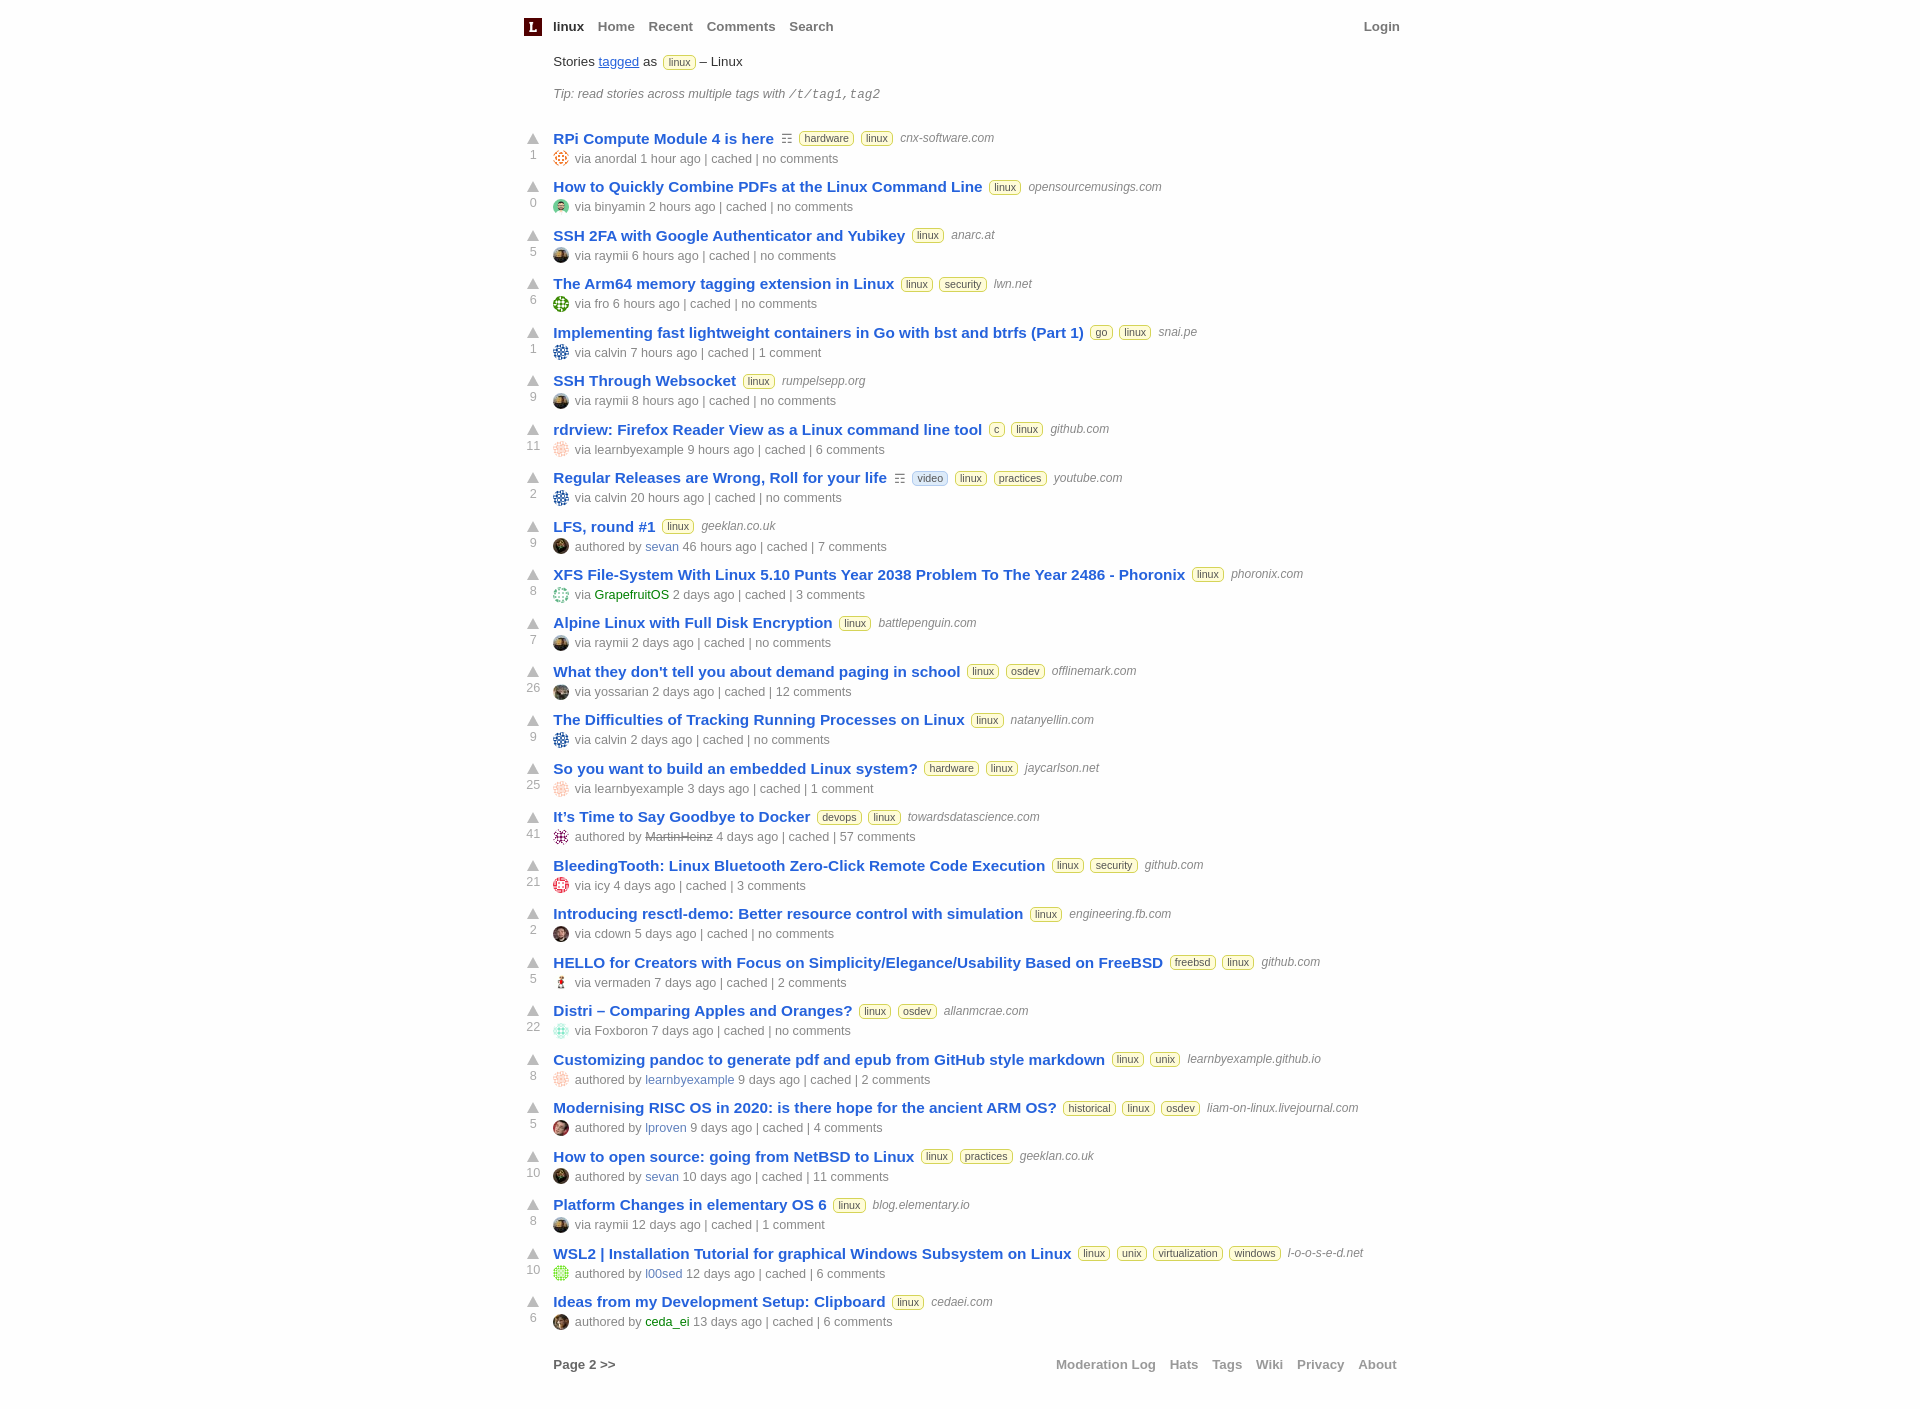 L linux Home Recent Comments Search Login
Stories tagged as linux – Linux
Tip: read stories across multiple tags with /t/tag1,tag2
RPi Compute Module 4 is here ☶ hardware linux cnx-software.com
1 via anordal 1 hour ago | cached | no comments
How to Quickly Combine PDFs at the Linux Command Line linux opensourcemusings.com
0 via binyamin 2 hours ago | cached | no comments
SSH 2FA with Google Authenticator and Yubikey linux anarc.at
5 via raymii 6 hours ago | cached | no comments
The Arm64 memory tagging extension in Linux linux security lwn.net
6 via fro 6 hours ago | cached | no comments
Implementing fast lightweight containers in Go with bst and btrfs (Part 1) go linux snai.pe
1 via calvin 7 hours ago | cached | 1 comment
SSH Through Websocket linux rumpelsepp.org
9 via raymii 8 hours ago | cached | no comments
rdrview: Firefox Reader View as a Linux command line tool c linux github.com
11 via learnbyexample 9 hours ago | cached | 6 comments
Regular Releases are Wrong, Roll for your life ☶ video linux practices youtube.com
2 via calvin 20 hours ago | cached | no comments
LFS, round #1 linux geeklan.co.uk
9 authored by sevan 46 hours ago | cached | 7 comments
XFS File-System With Linux 5.10 Punts Year 2038 Problem To The Year 2486 - Phoronix linux phoronix.com
8 via GrapefruitOS 2 days ago | cached | 3 comments
Alpine Linux with Full Disk Encryption linux battlepenguin.com
7 via raymii 2 days ago | cached | no comments
What they don't tell you about demand paging in school linux osdev offlinemark.com
26 via yossarian 2 days ago | cached | 12 comments
The Difficulties of Tracking Running Processes on Linux linux natanyellin.com
9 via calvin 2 days ago | cached | no comments
So you want to build an embedded Linux system? hardware linux jaycarlson.net
25 via learnbyexample 3 days ago | cached | 1 comment
It’s Time to Say Goodbye to Docker devops linux towardsdatascience.com
41 authored by MartinHeinz 4 days ago | cached | 57 comments
BleedingTooth: Linux Bluetooth Zero-Click Remote Code Execution linux security github.com
21 via icy 4 days ago | cached | 3 comments
Introducing resctl-demo: Better resource control with simulation linux engineering.fb.com
2 via cdown 5 days ago | cached | no comments
HELLO for Creators with Focus on Simplicity/Elegance/Usability Based on FreeBSD freebsd linux github.com
5 via vermaden 7 days ago | cached | 2 comments
Distri – Comparing Apples and Oranges? linux osdev allanmcrae.com
22 via Foxboron 7 days ago | cached | no comments
Customizing pandoc to generate pdf and epub from GitHub style markdown linux unix learnbyexample.github.io
8 authored by learnbyexample 9 days ago | cached | 2 comments
Modernising RISC OS in 2020: is there hope for the ancient ARM OS? historical linux osdev liam-on-linux.livejournal.com
5 authored by lproven 9 days ago | cached | 4 comments
How to open source: going from NetBSD to Linux linux practices geeklan.co.uk
10 authored by sevan 10 days ago | cached | 11 comments
Platform Changes in elementary OS 6 linux blog.elementary.io
8 via raymii 12 days ago | cached | 1 comment
WSL2 | Installation Tutorial for graphical Windows Subsystem on Linux linux unix virtualization windows l-o-o-s-e-d.net
10 authored by l00sed 12 days ago | cached | 6 comments
Ideas from my Development Setup: Clipboard linux cedaei.com
6 authored by ceda_ei 13 days ago | cached | 6 comments
Page 2 >> Moderation Log Hats Tags Wiki Privacy About